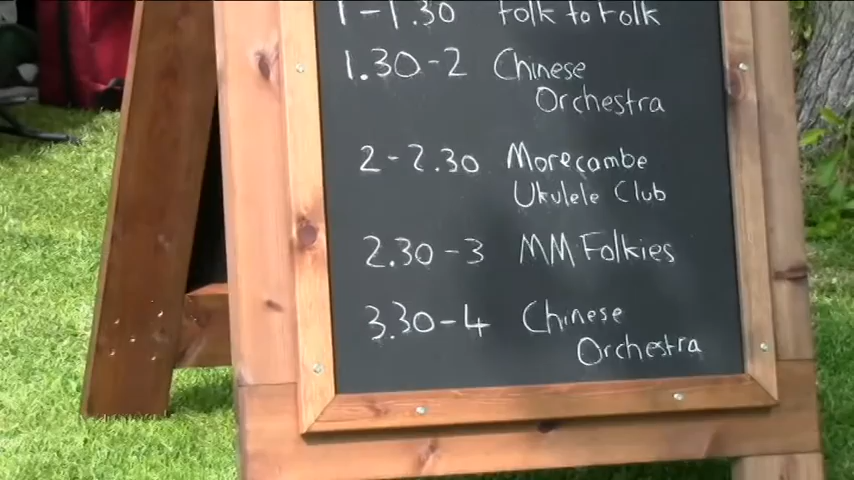 1-1.30 folk to Folk
1.30-2 Chinese
Orchestra
2-2.30 Morecambe
Ukulele Club
2.30-3 MM Folkies
3.30-4 Chinese
Orchestra